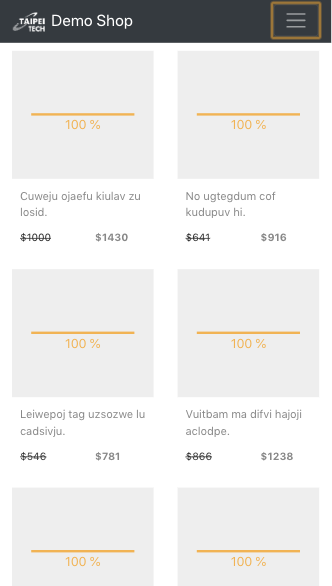 TAIPEI
TECH
Demo Shop
100 %
100 %
Cuweju ojaefu kiulav zu
losid.
No ugtegdum cof
kudupuv hi.
$1000 $1430
$641 $916
100 %
100 %
Leiwepoj tag uzsozwe lu
cadsivju.
Vuitbam ma difvi hajoji
aclodpe.
$546 $781
$866 $1238
100 %
100 %